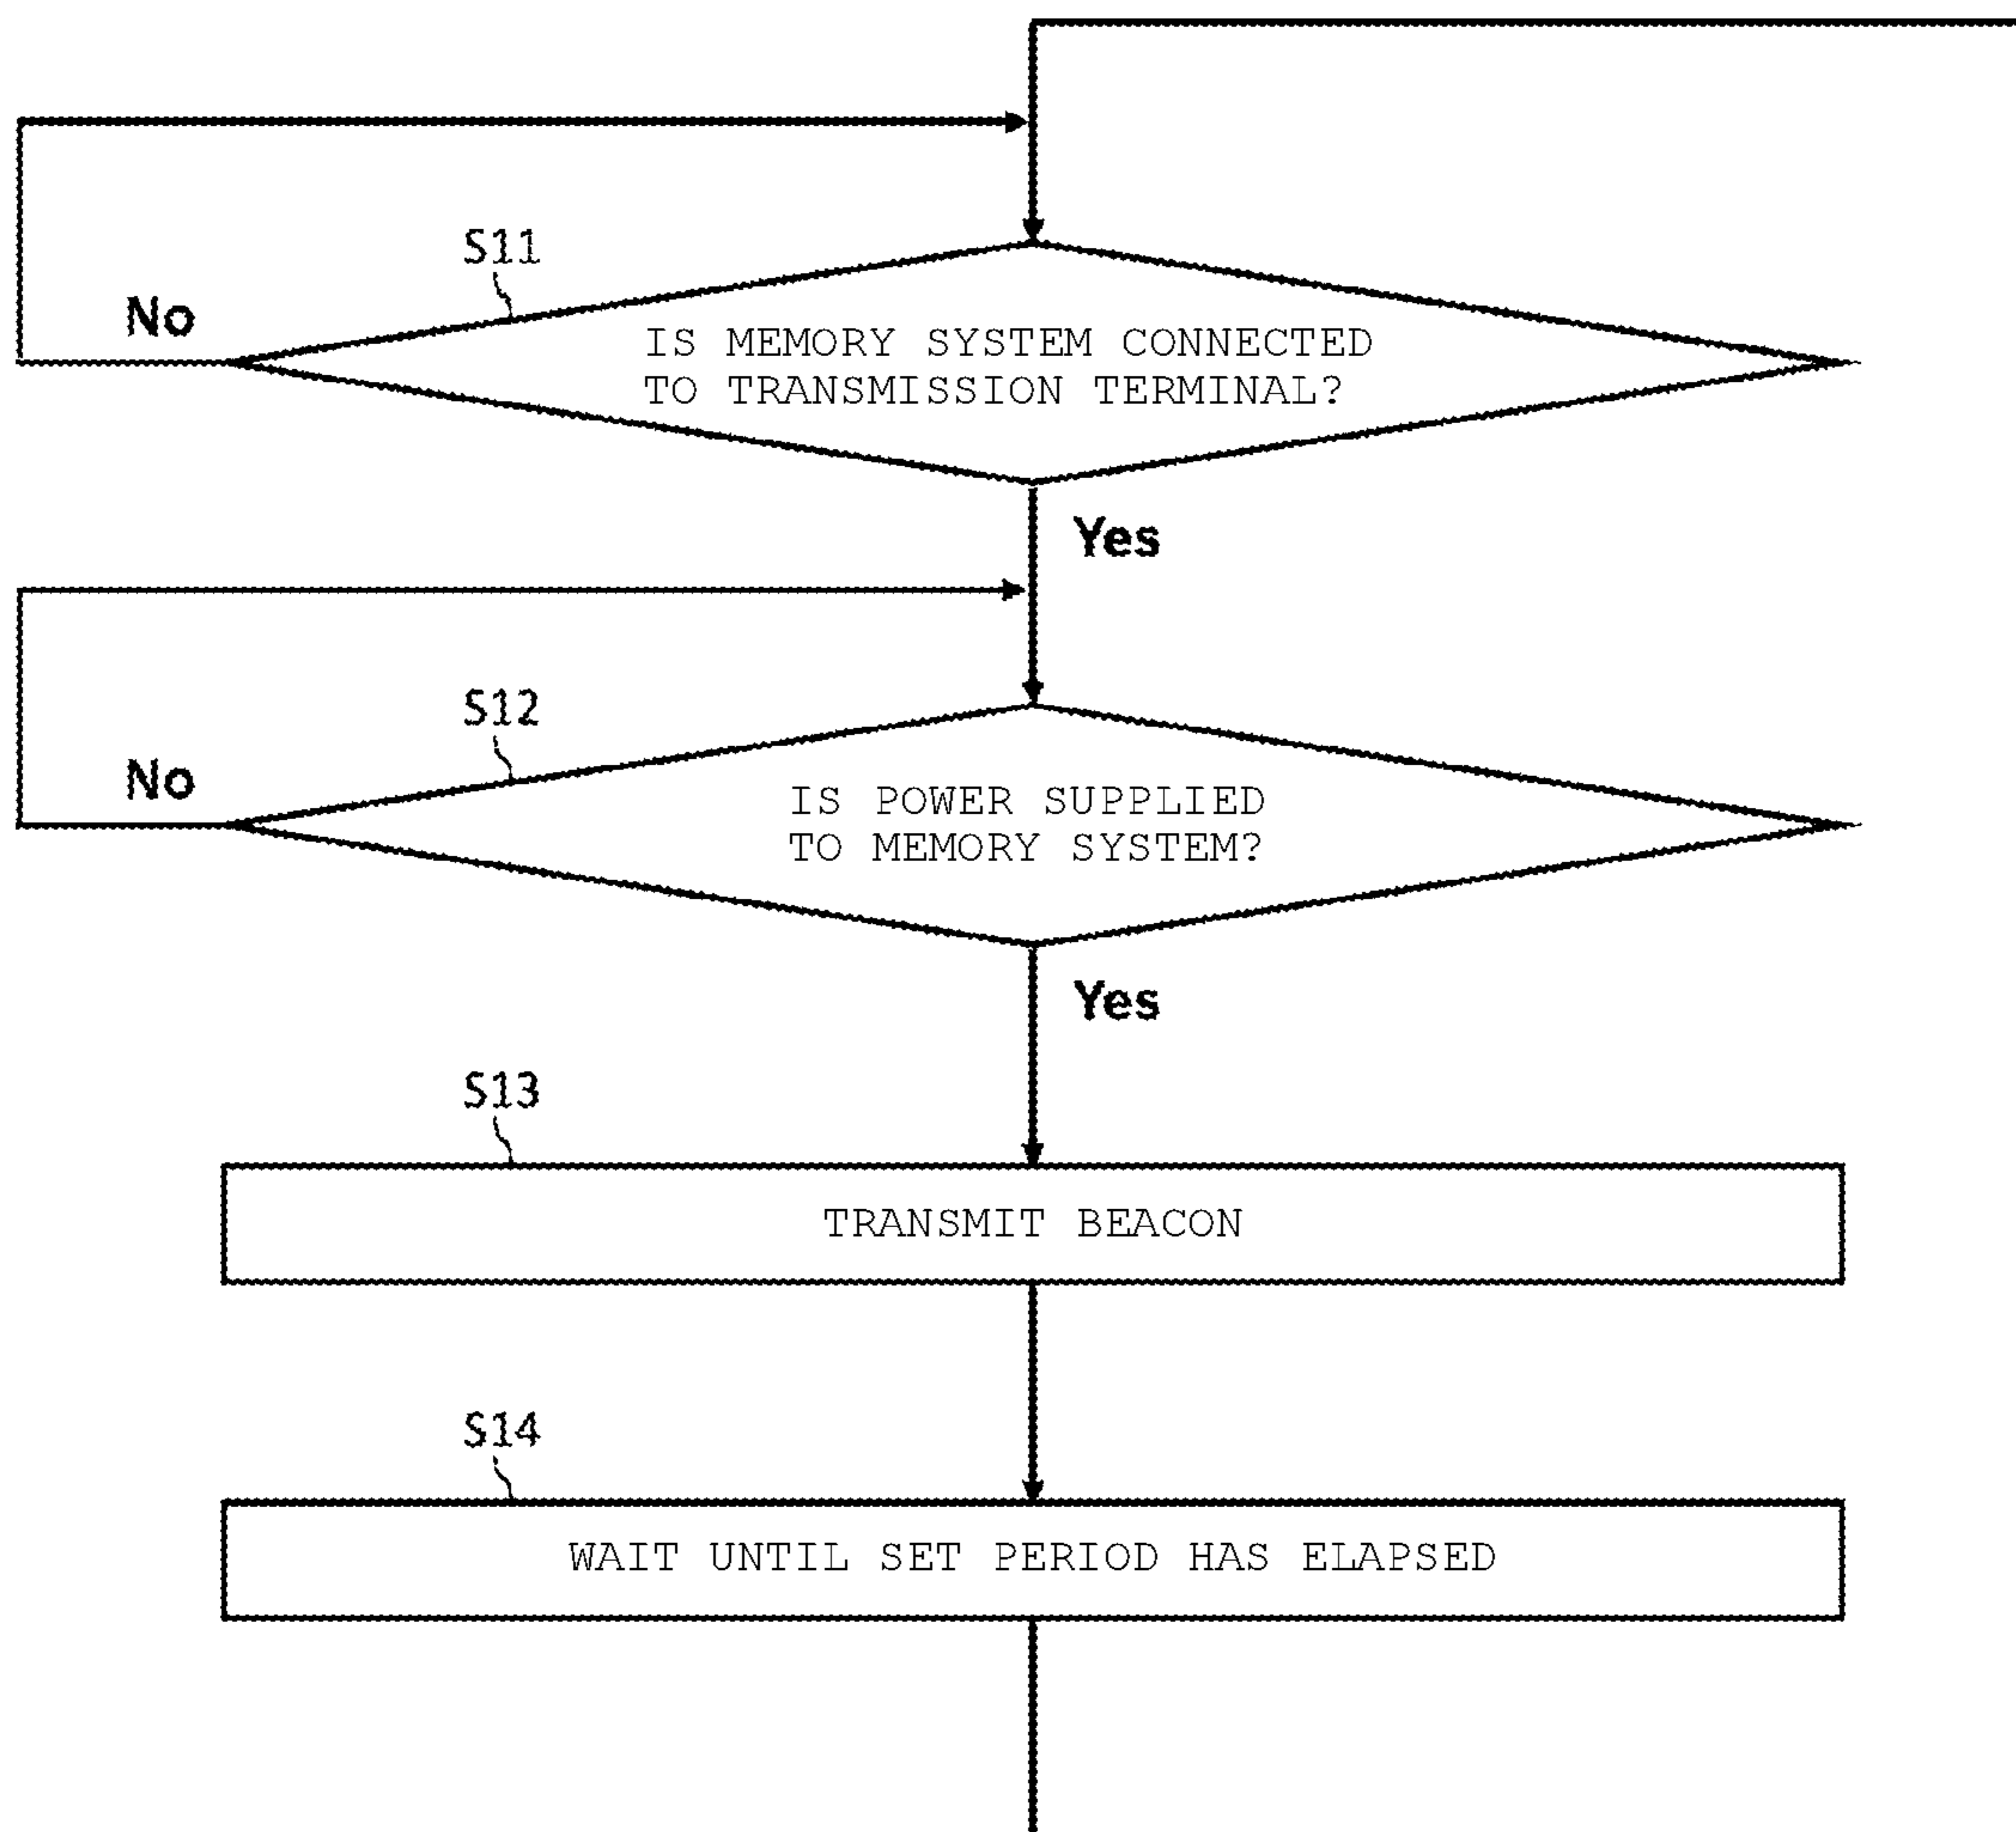 S11
No
IS MEMORY SYSTEM CONNECTED
TO TRANSMISSION TERMINAL?
Yes
S12
No
IS POWER SUPPLIED
TO MEMORY SYSTEM?
Yes
S13
TRANSMIT BEACON
S14
WAIT UNTIL SET PERIOD HAS ELAPSED